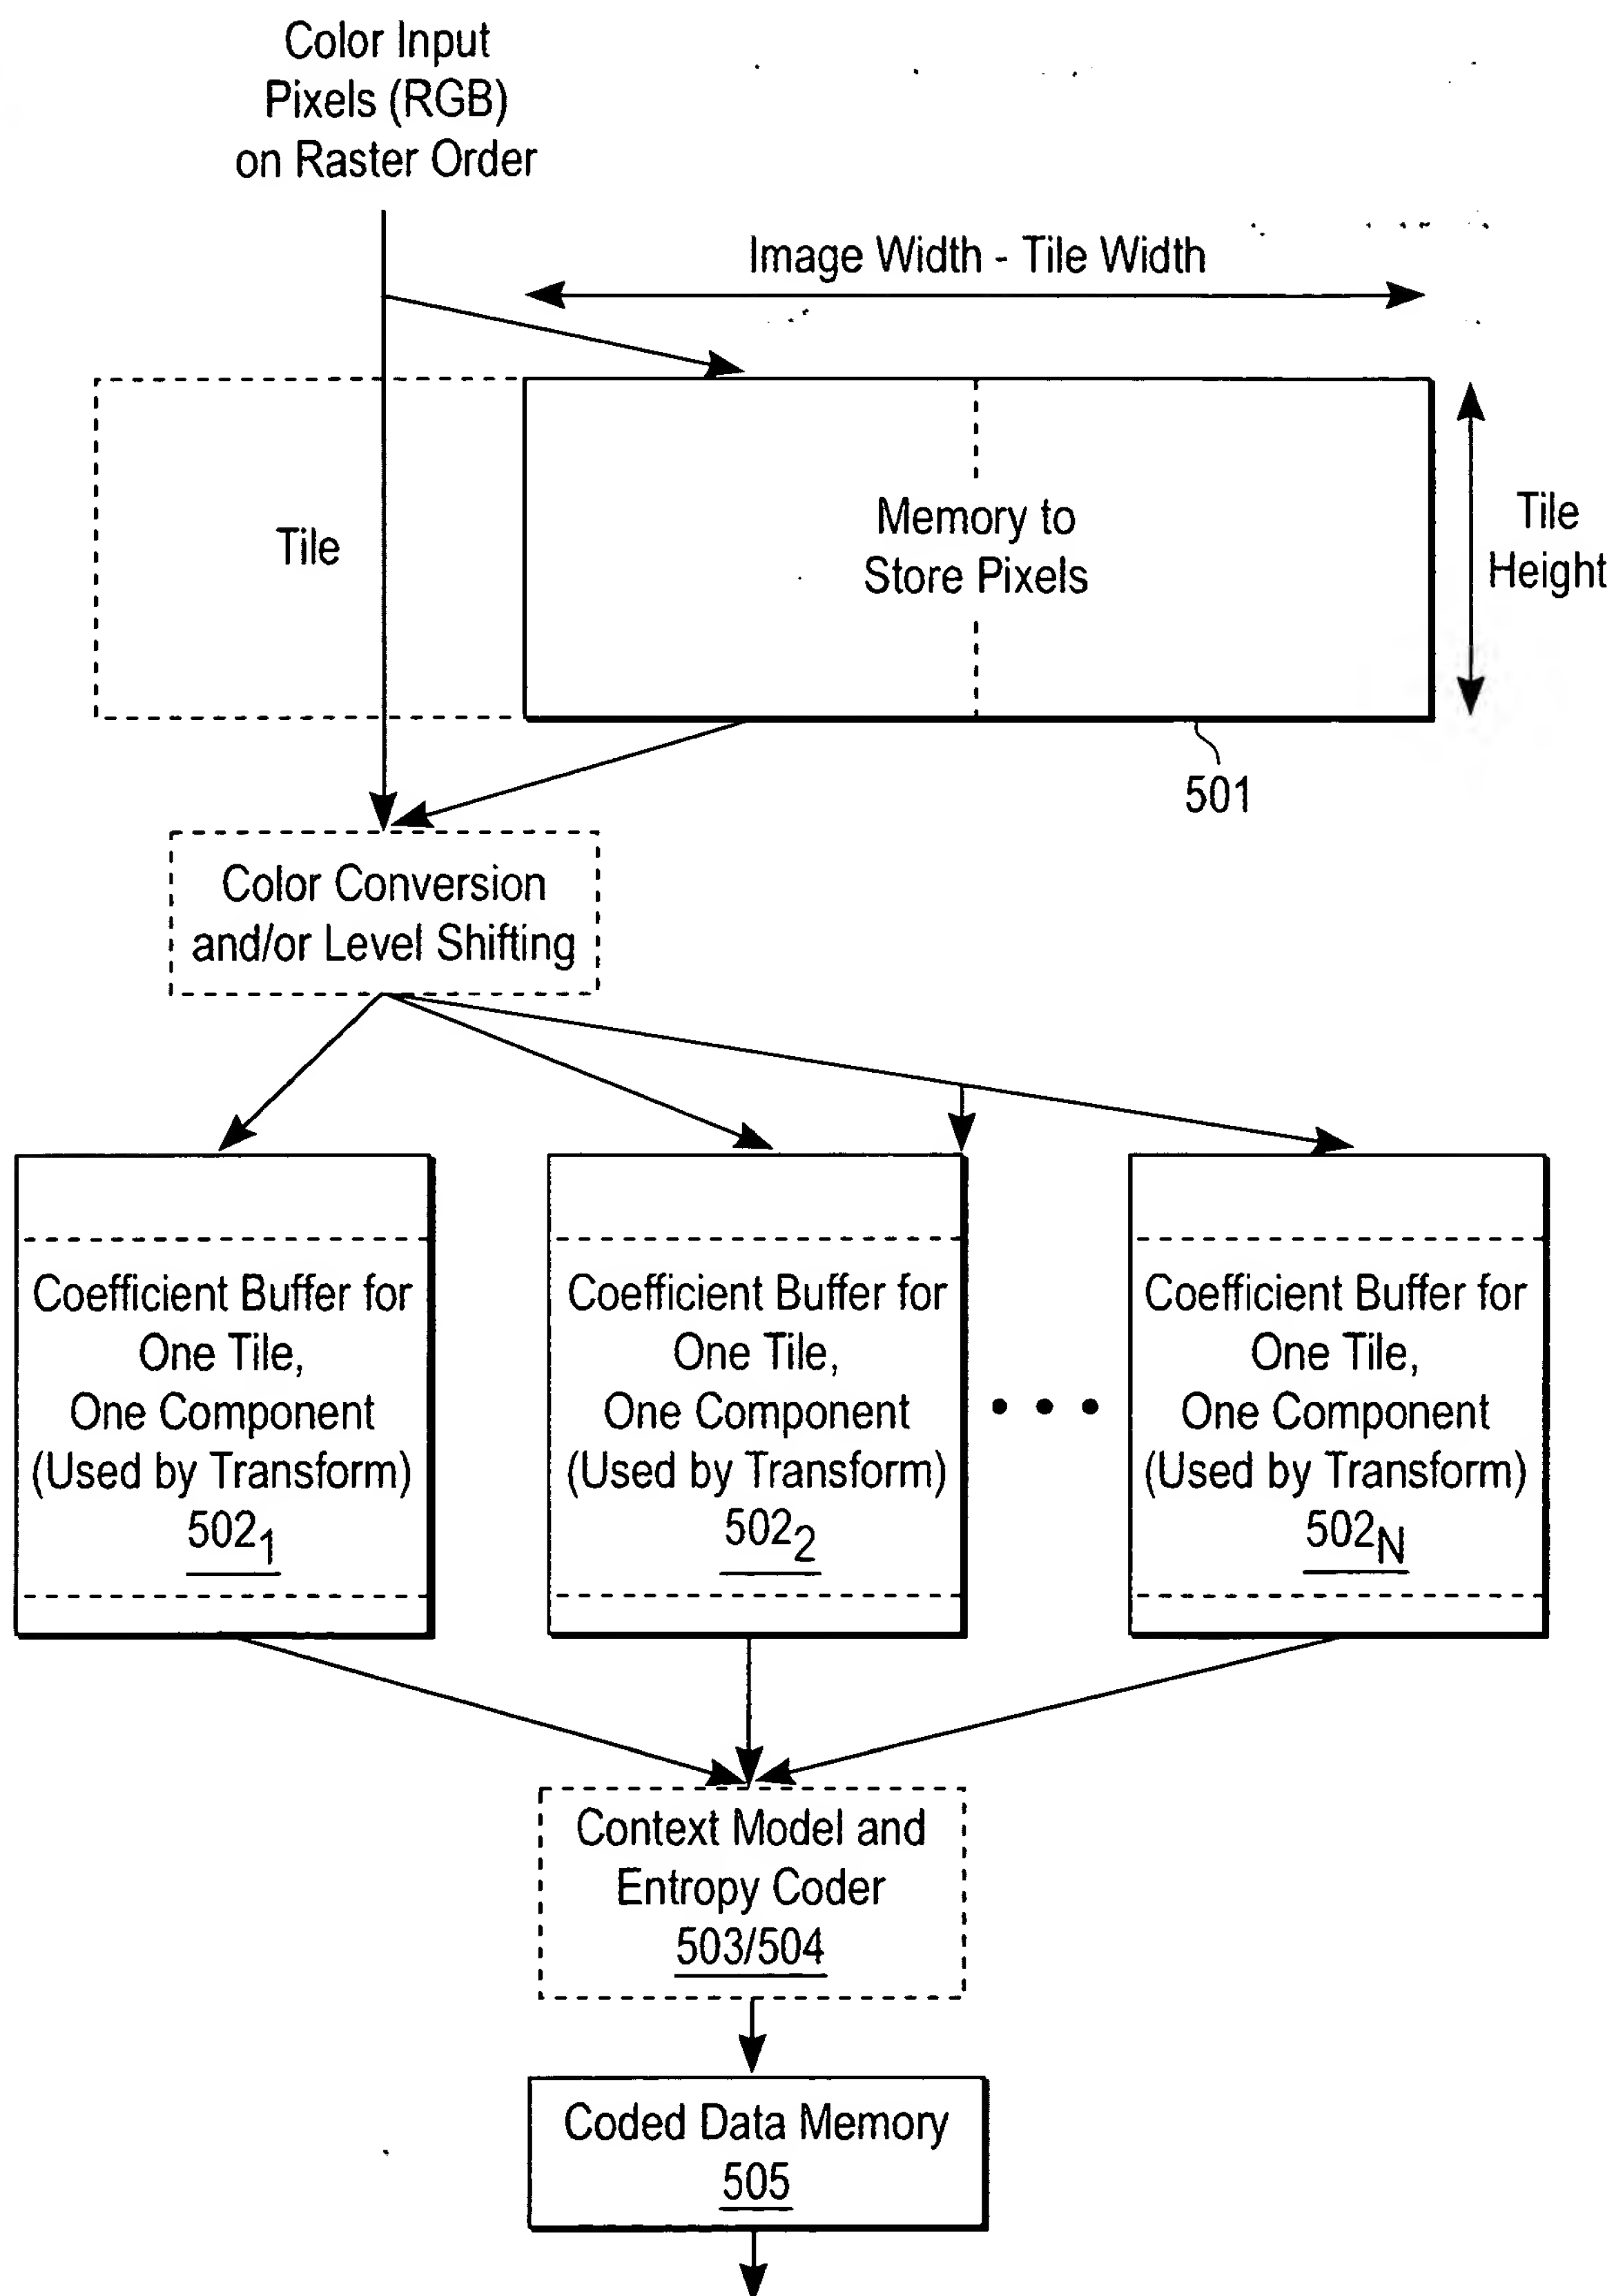 Color Input
Pixels (RGB)
on Raster Order
Image Width - Tile Width
Tile
Memory to
Store Pixels
Tile
Height
501
Color Conversion
and/or Level Shifting
Coefficient Buffer for
One Tile,
One Component
(Used by Transform)
502₁
Coefficient Buffer for
One Tile,
One Component
(Used by Transform)
502₂
• • •
Coefficient Buffer for
One Tile,
One Component
(Used by Transform)
502N
Context Model and
Entropy Coder
503/504
Coded Data Memory
505